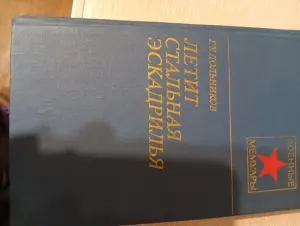 ВОЕННЫЕ
МЕМУАРЫ
Г.У. ДОЛЬНИКОВ
ЛЕТИТ
СТАЛЬНАЯ
ЭСКАДРИЛЬЯ